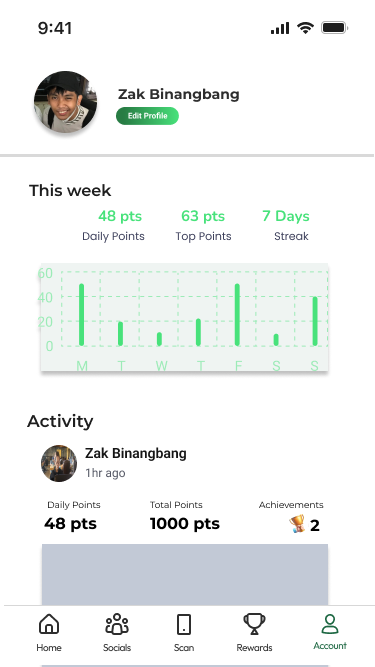 9:41
Zak Binangbang
Edit Profile
This week
48 pts 63 pts 7 Days
Daily Points Top Points Streak
60
40
20
0
M T W T F S S
Activity
Zak Binangbang
1hr ago
Daily Points Total Points Achievements
48 pts 1000 pts 2
Home Socials Scan Rewards Account